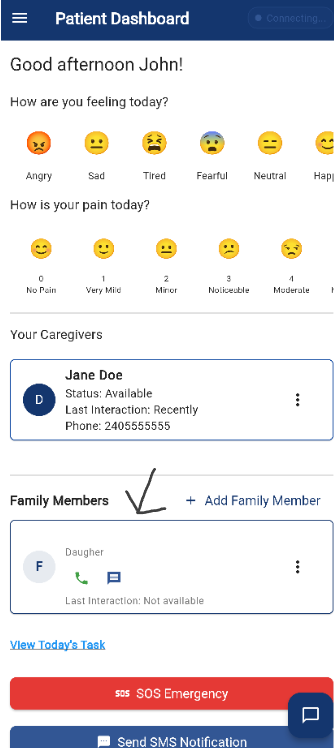 Patient Dashboard
Connecting...
Good afternoon John!
How are you feeling today?
Angry Sad Tired Fearful Neutral
How is your pain today?
0 1 2 3 4
No Pain Very Mild Minor Noticeable Moderate
Your Caregivers
D
Jane Doe
Status: Available
Last Interaction: Recently
Phone: 2405555555
Family Members + Add Family Member
F
Daugher
Last Interaction: Not available
View Today's Task
SOS SOS Emergency
Send SMS Notification